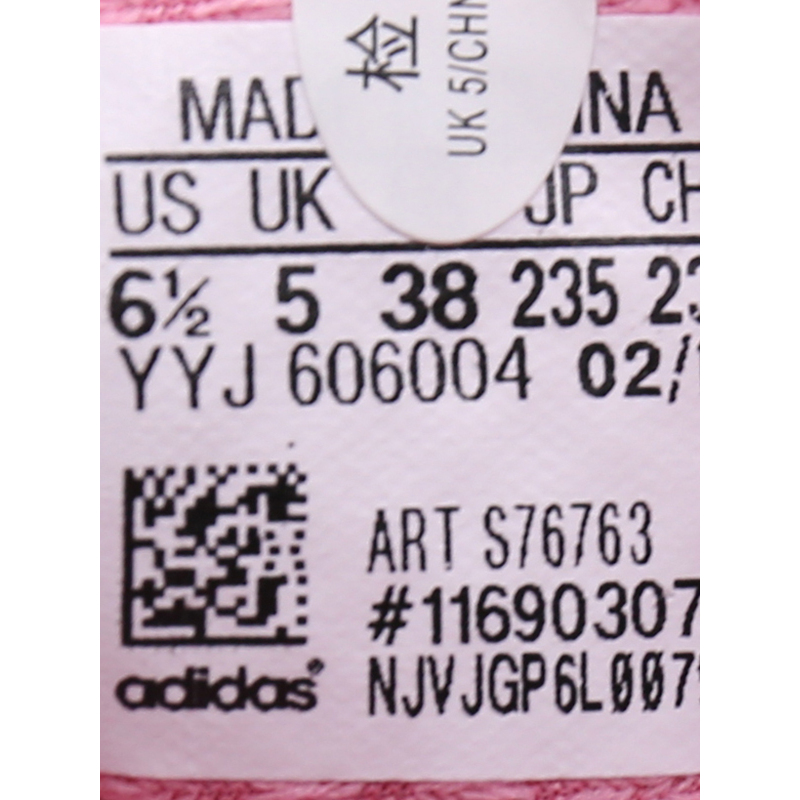 检
UK 5/CHN
MAD INA
US UK JP CH
6½ 5 38 235 23
YYJ 606004 02/
ART S76763
#11690307
adidas®
NJVJGP6L007